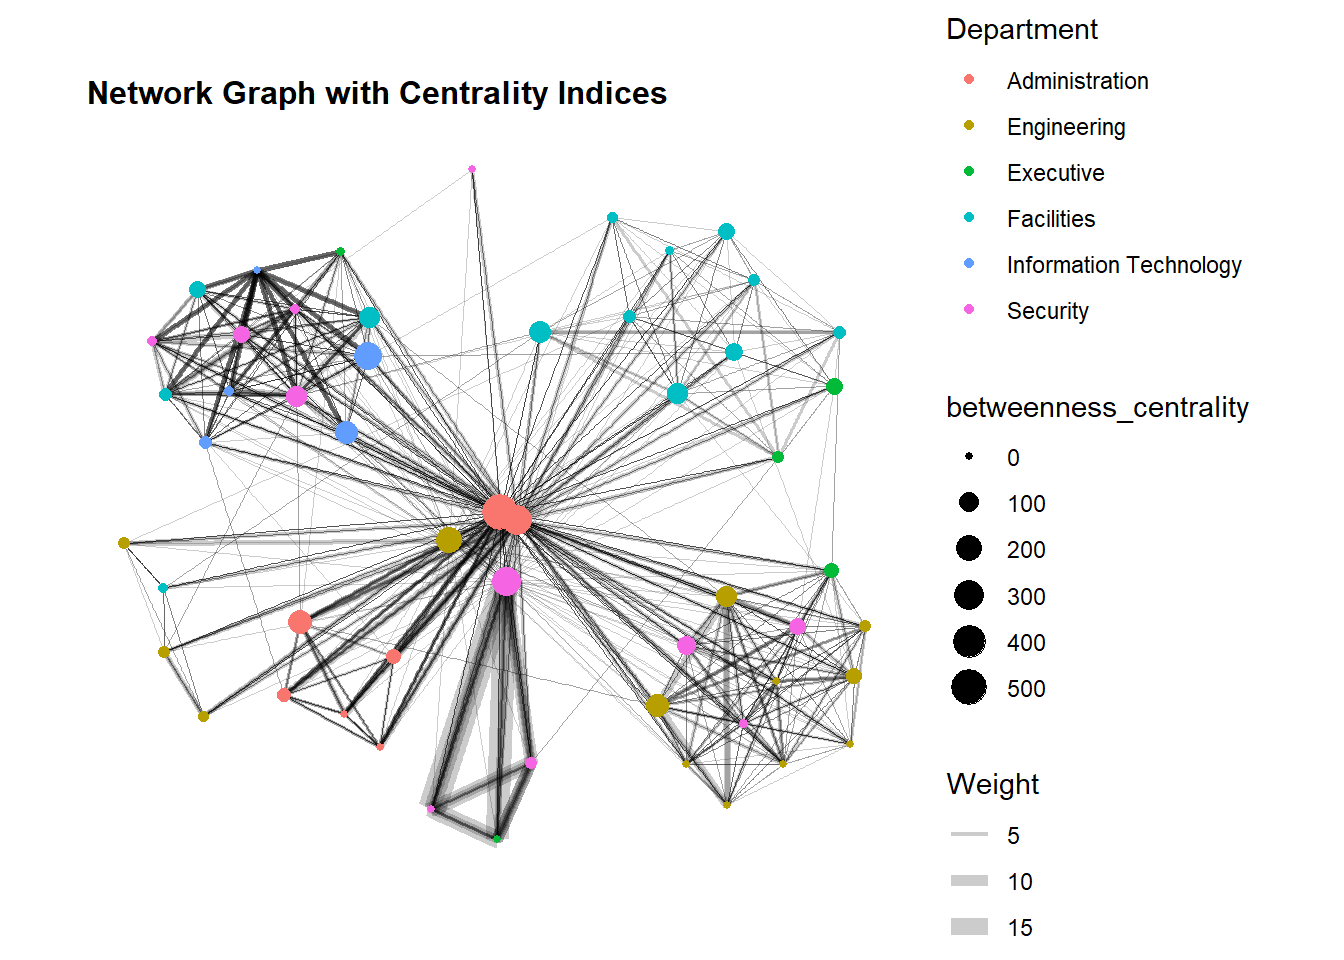 Network Graph with Centrality Indices
Department
Administration
Engineering
Executive
Facilities
Information Technology
Security
betweenness_centrality
0
100
200
300
400
500
Weight
5
10
15